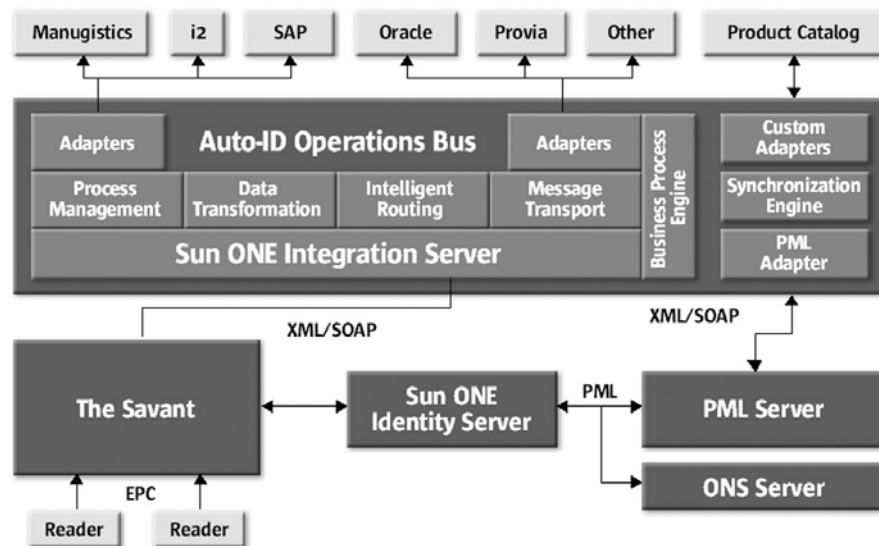 Manugistics
i2
SAP
Oracle
Provia
Other
Product Catalog
Adapters
Auto-ID Operations Bus
Adapters
Process
Management
Data
Transformation
Intelligent
Routing
Message
Transport
Business Process
Engine
Sun ONE Integration Server
Custom
Adapters
Synchronization
Engine
PML
Adapter
XML/SOAP
XML/SOAP
The Savant
Sun ONE
Identity Server
PML
PML Server
ONS Server
EPC
Reader
Reader